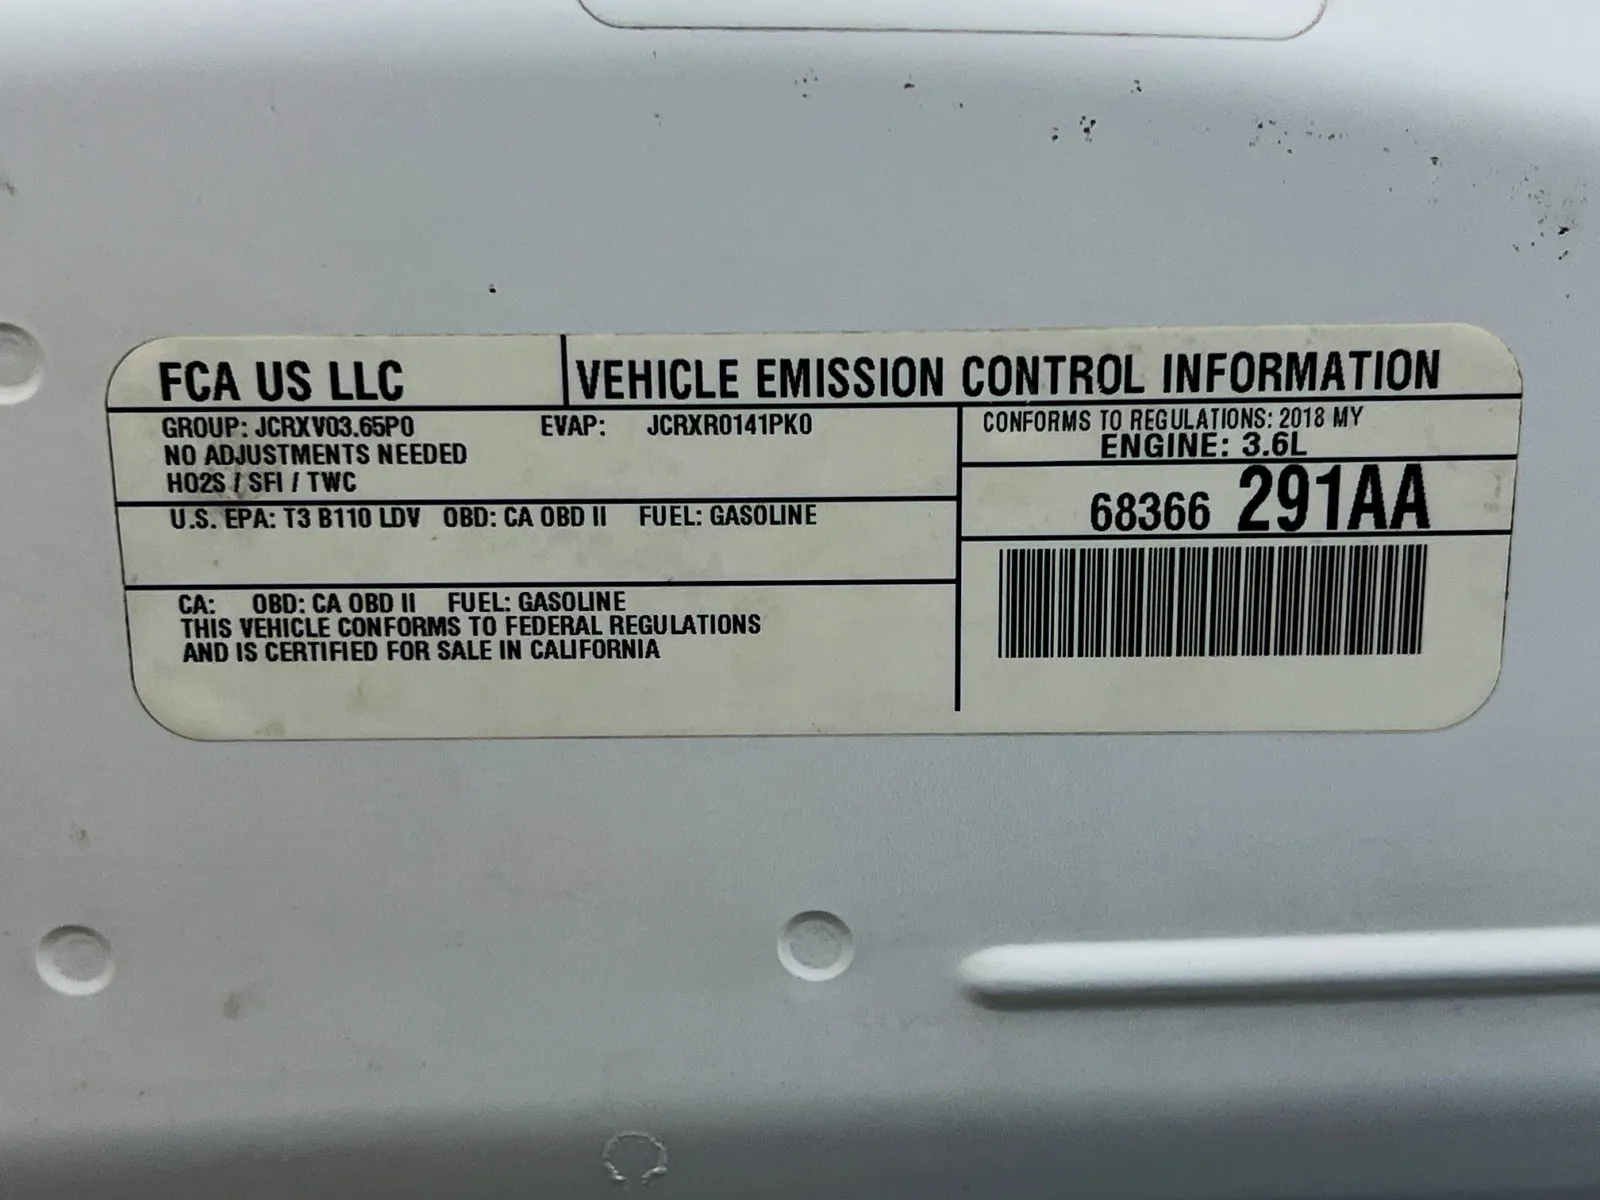 FCA US LLC
VEHICLE EMISSION CONTROL INFORMATION
GROUP: JCRXV03.65P0 EVAP: JCRXR0141PK0
NO ADJUSTMENTS NEEDED
HO2S / SFI / TWC
CONFORMS TO REGULATIONS: 2018 MY
ENGINE: 3.6L
68366 291AA
U.S. EPA: T3 B110 LDV OBD: CA OBD II FUEL: GASOLINE
CA: OBD: CA OBD II FUEL: GASOLINE
THIS VEHICLE CONFORMS TO FEDERAL REGULATIONS
AND IS CERTIFIED FOR SALE IN CALIFORNIA